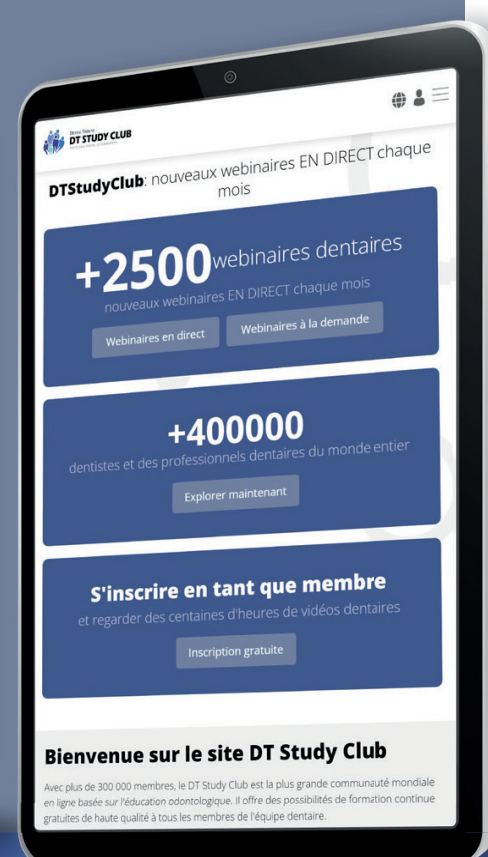 DENTAL TRIBUNE
DT STUDY CLUB
DTStudyClub: nouveaux webinaires EN DIRECT chaque
mois
+2500 webinaires dentaires
nouveaux webinaires EN DIRECT chaque mois
Webinaires en direct Webinaires à la demande
+400000
dentistes et des professionnels dentaires du monde entier
Explorer maintenant
S'inscrire en tant que membre
et regarder des centaines d'heures de vidéos dentaires
Inscription gratuite
Bienvenue sur le site DT Study Club
Avec plus de 300 000 membres, le DT Study Club est la plus grande communauté mondiale
en ligne basée sur l'éducation odontologique. Il offre des possibilités de formation continue
gratuites de haute qualité à tous les membres de l'équipe dentaire.